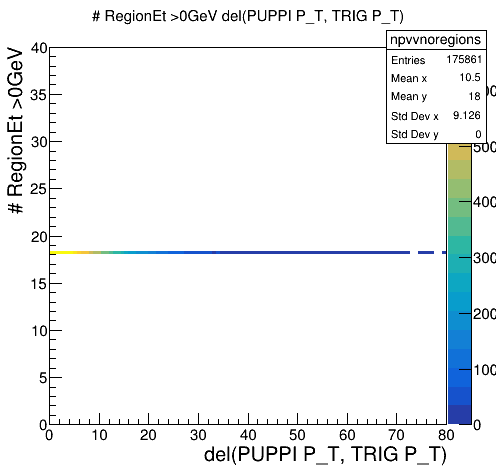 # RegionEt >0GeV del(PUPPI P_T, TRIG P_T)
npvvnoregions
Entries 175861
Mean x 10.5
Mean y 18
Std Dev x 9.126
Std Dev y 0
# RegionEt >0GeV
40
35
30
25
20
15
10
5
0
0 10 20 30 40 50 60 70 80
del(PUPPI P_T, TRIG P_T)
500
400
300
200
100
0